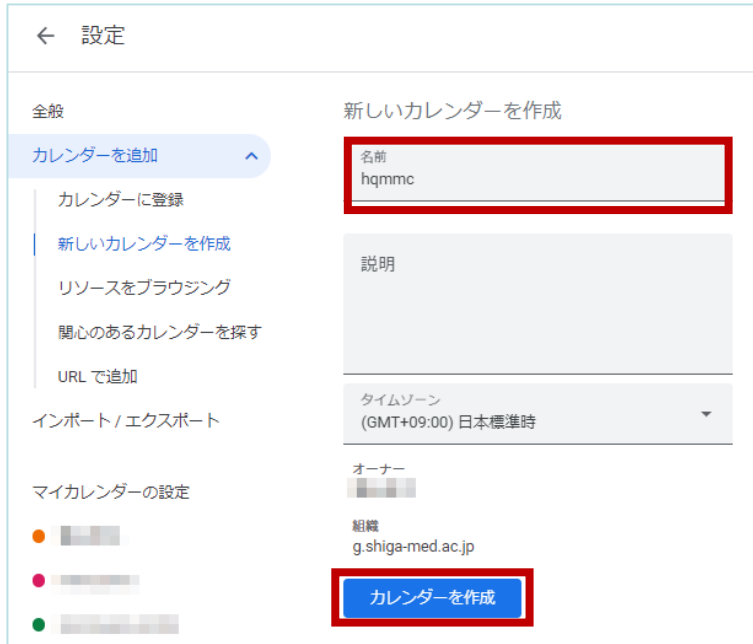 設定
全般
カレンダーを追加
カレンダーに登録
新しいカレンダーを作成
リソースをブラウジング
関心のあるカレンダーを探す
URL で追加
インポート / エクスポート
マイカレンダーの設定
新しいカレンダーを作成
名前
hqmmc
説明
タイムゾーン
(GMT+09:00) 日本標準時
オーナー
組織
g.shiga-med.ac.jp
カレンダーを作成